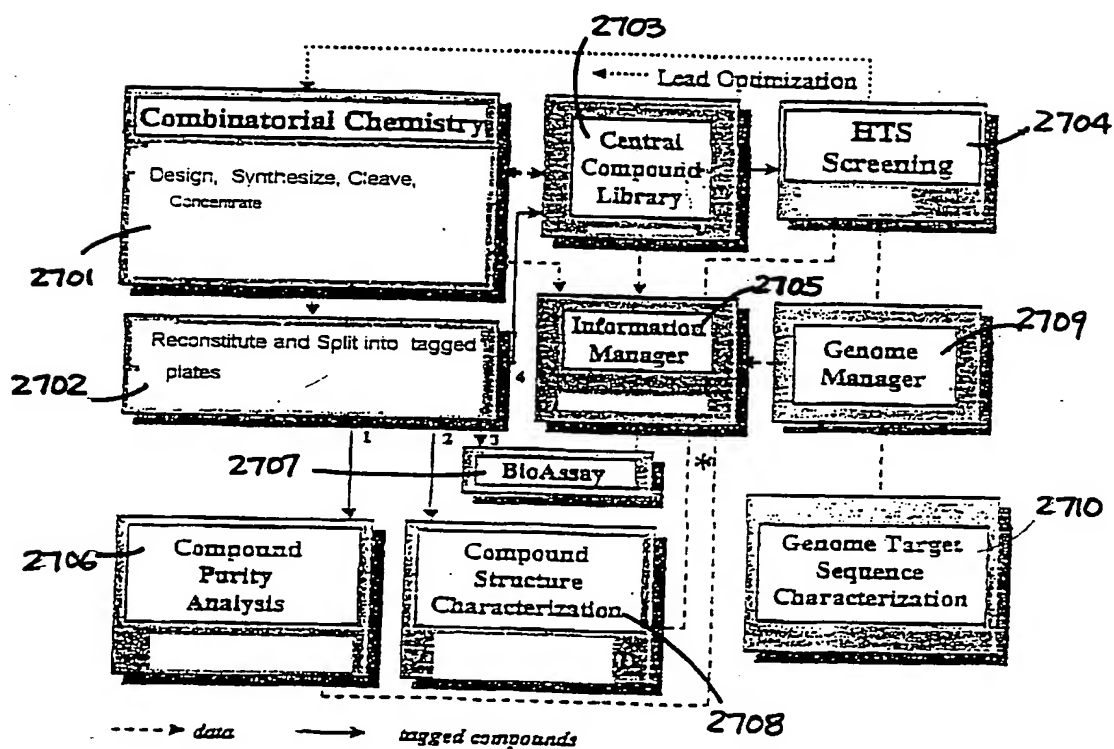 2703
Lead Optimization
Combinatorial Chemistry
Design, Synthesize, Cleave,
Concentrate
2701
Central
Compound
Library
HTS
Screening
2704
Reconstitute and Split into tagged
plates
2702
4
Information
Manager
2705
Genome
Manager
2709
1
2
3
2707
BioAssay
*
2706
Compound
Purity
Analysis
Compound
Structure
Characterization
2708
Genome Target
Sequence
Characterization
2710
data
tagged compounds